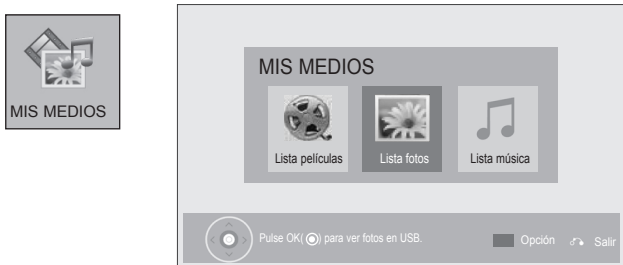 MIS MEDIOS
MIS MEDIOS
Lista películas
Lista fotos
Lista música
Pulse OK( ) para ver fotos en USB.
Opción
Salir